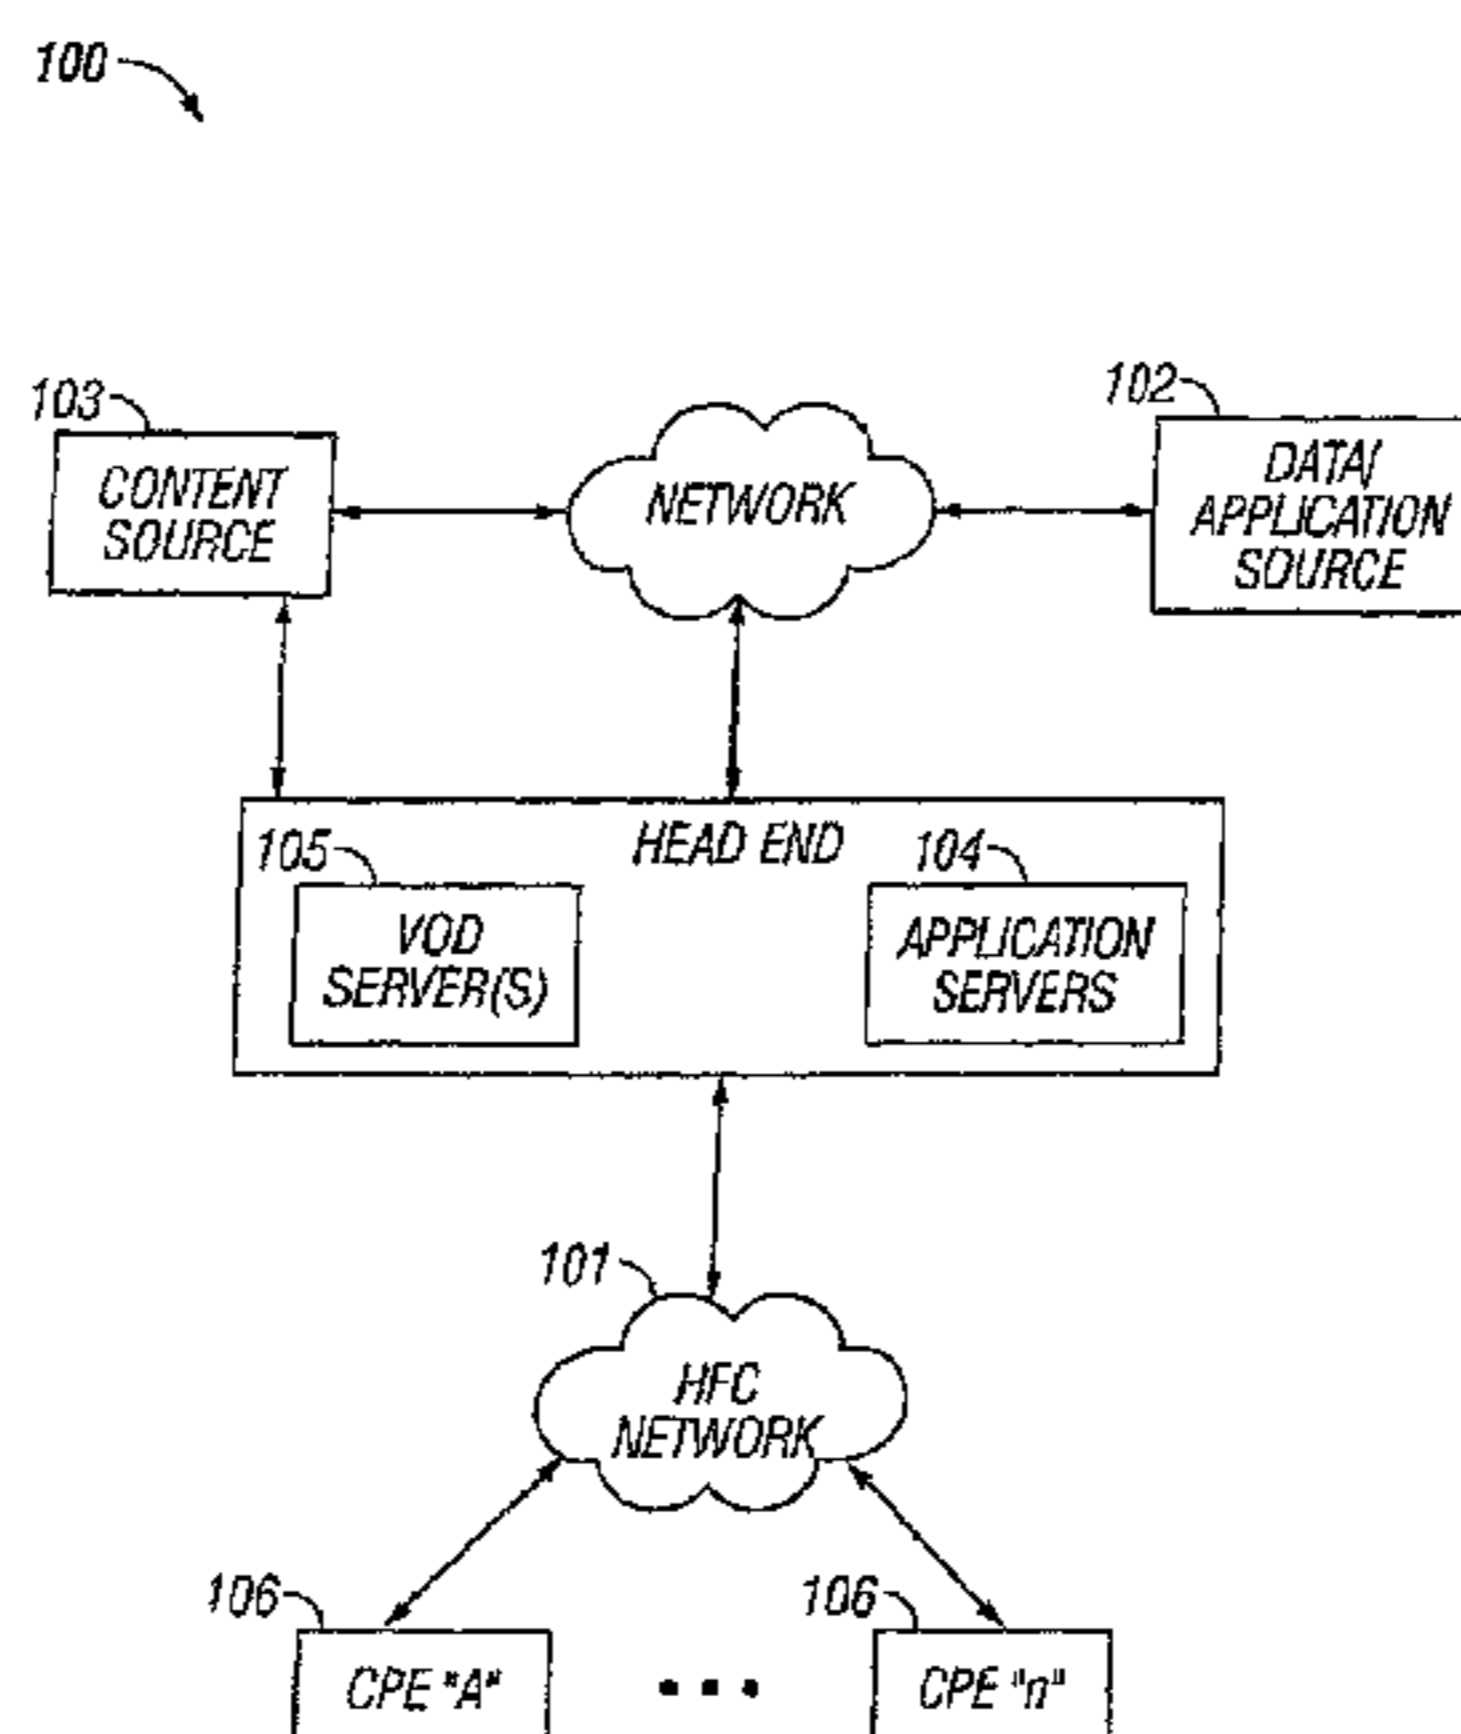 100
103
102
CONTENT
SOURCE
NETWORK
DATA/
APPLICATION
SOURCE
HEAD END
105
104
VOD
SERVER(S)
APPLICATION
SERVERS
101
HFC
NETWORK
106
106
CPE "A"
CPE "n"